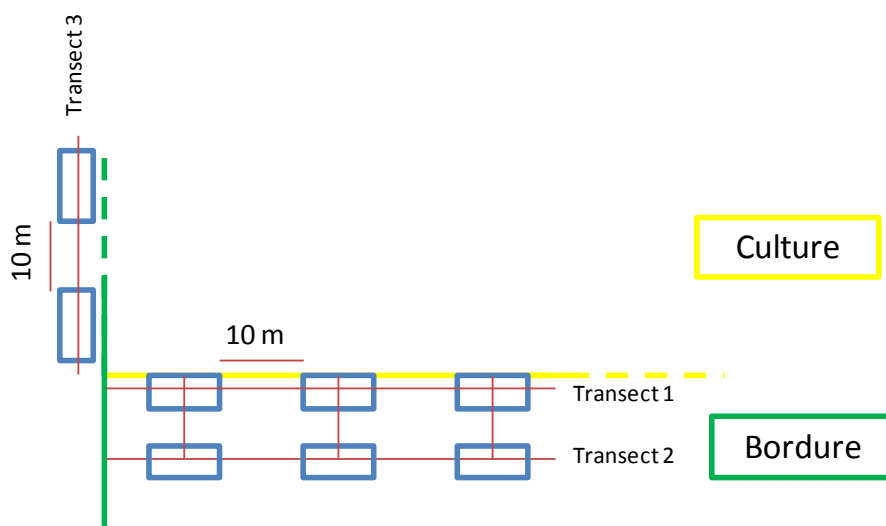 Transect 3
10 m
Culture
10 m
Transect 1
Transect 2
Bordure